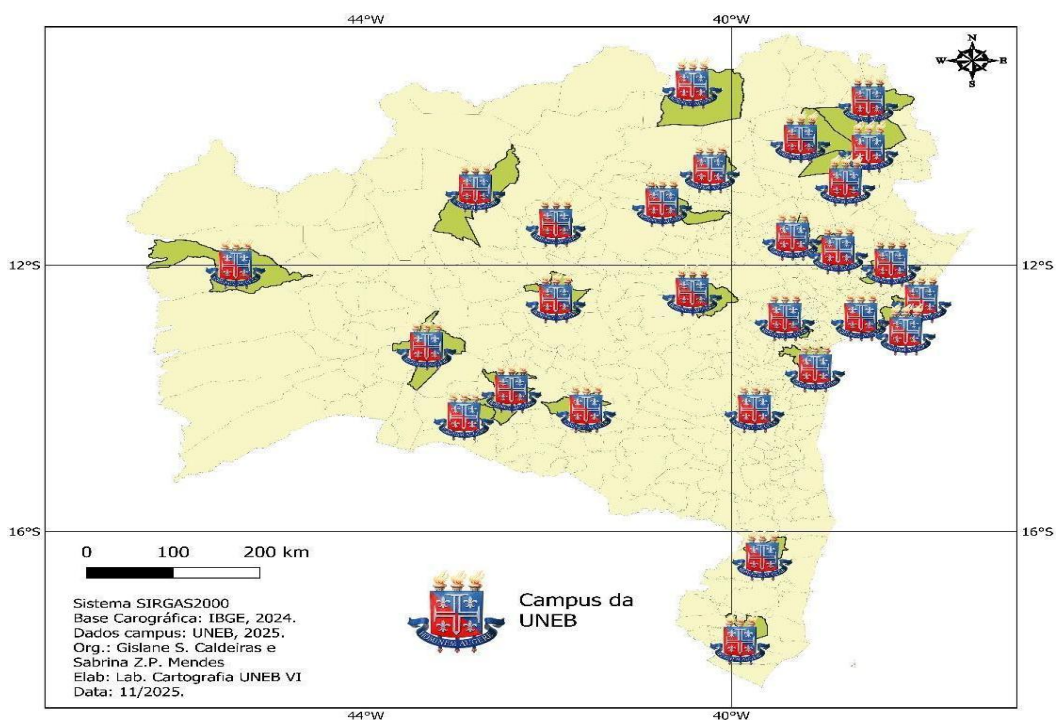 44°W
40°W
N
W
E
S
12°S
12°S
16°S
16°S
0 100 200 km
Sistema SIRGAS2000
Base Carográfica: IBGE, 2024.
Dados campus: UNEB, 2025.
Org.: Gislane S. Caldeiras e
Sabrina Z.P. Mendes
Elab: Lab. Cartografia UNEB VI
Data: 11/2025.
HOMINEM AUGERE
Campus da
UNEB
44°W
40°W